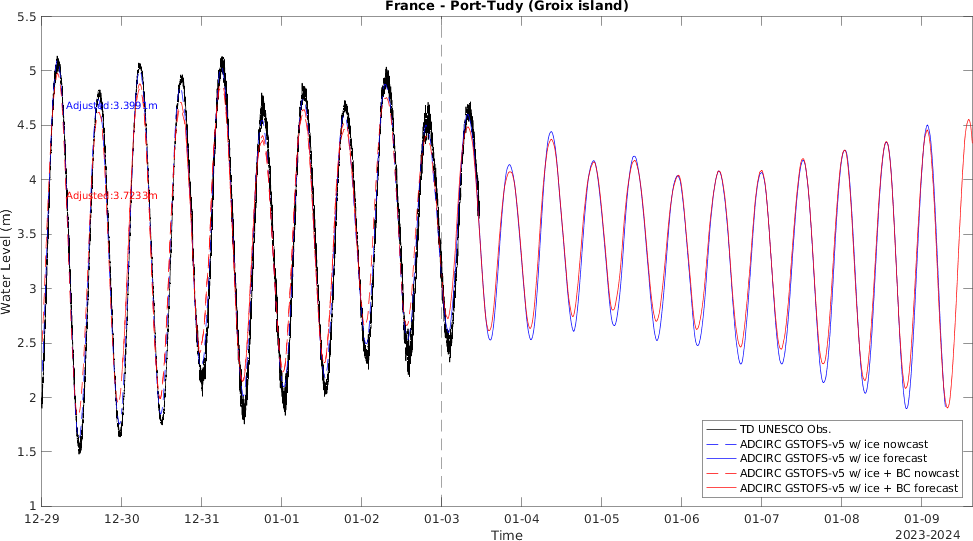 France - Port-Tudy (Groix island)
5.5
5
4.5
4
3.5
3
2.5
2
1.5
1
Water Level (m)
Adjusted:3.3991m
Adjusted:3.7233m
TD UNESCO Obs.
ADCIRC GSTOFS-v5 w/ ice nowcast
ADCIRC GSTOFS-v5 w/ ice forecast
ADCIRC GSTOFS-v5 w/ ice + BC nowcast
ADCIRC GSTOFS-v5 w/ ice + BC forecast
12-29 12-30 12-31 01-01 01-02 01-03 01-04 01-05 01-06 01-07 01-08 01-09
Time
2023-2024